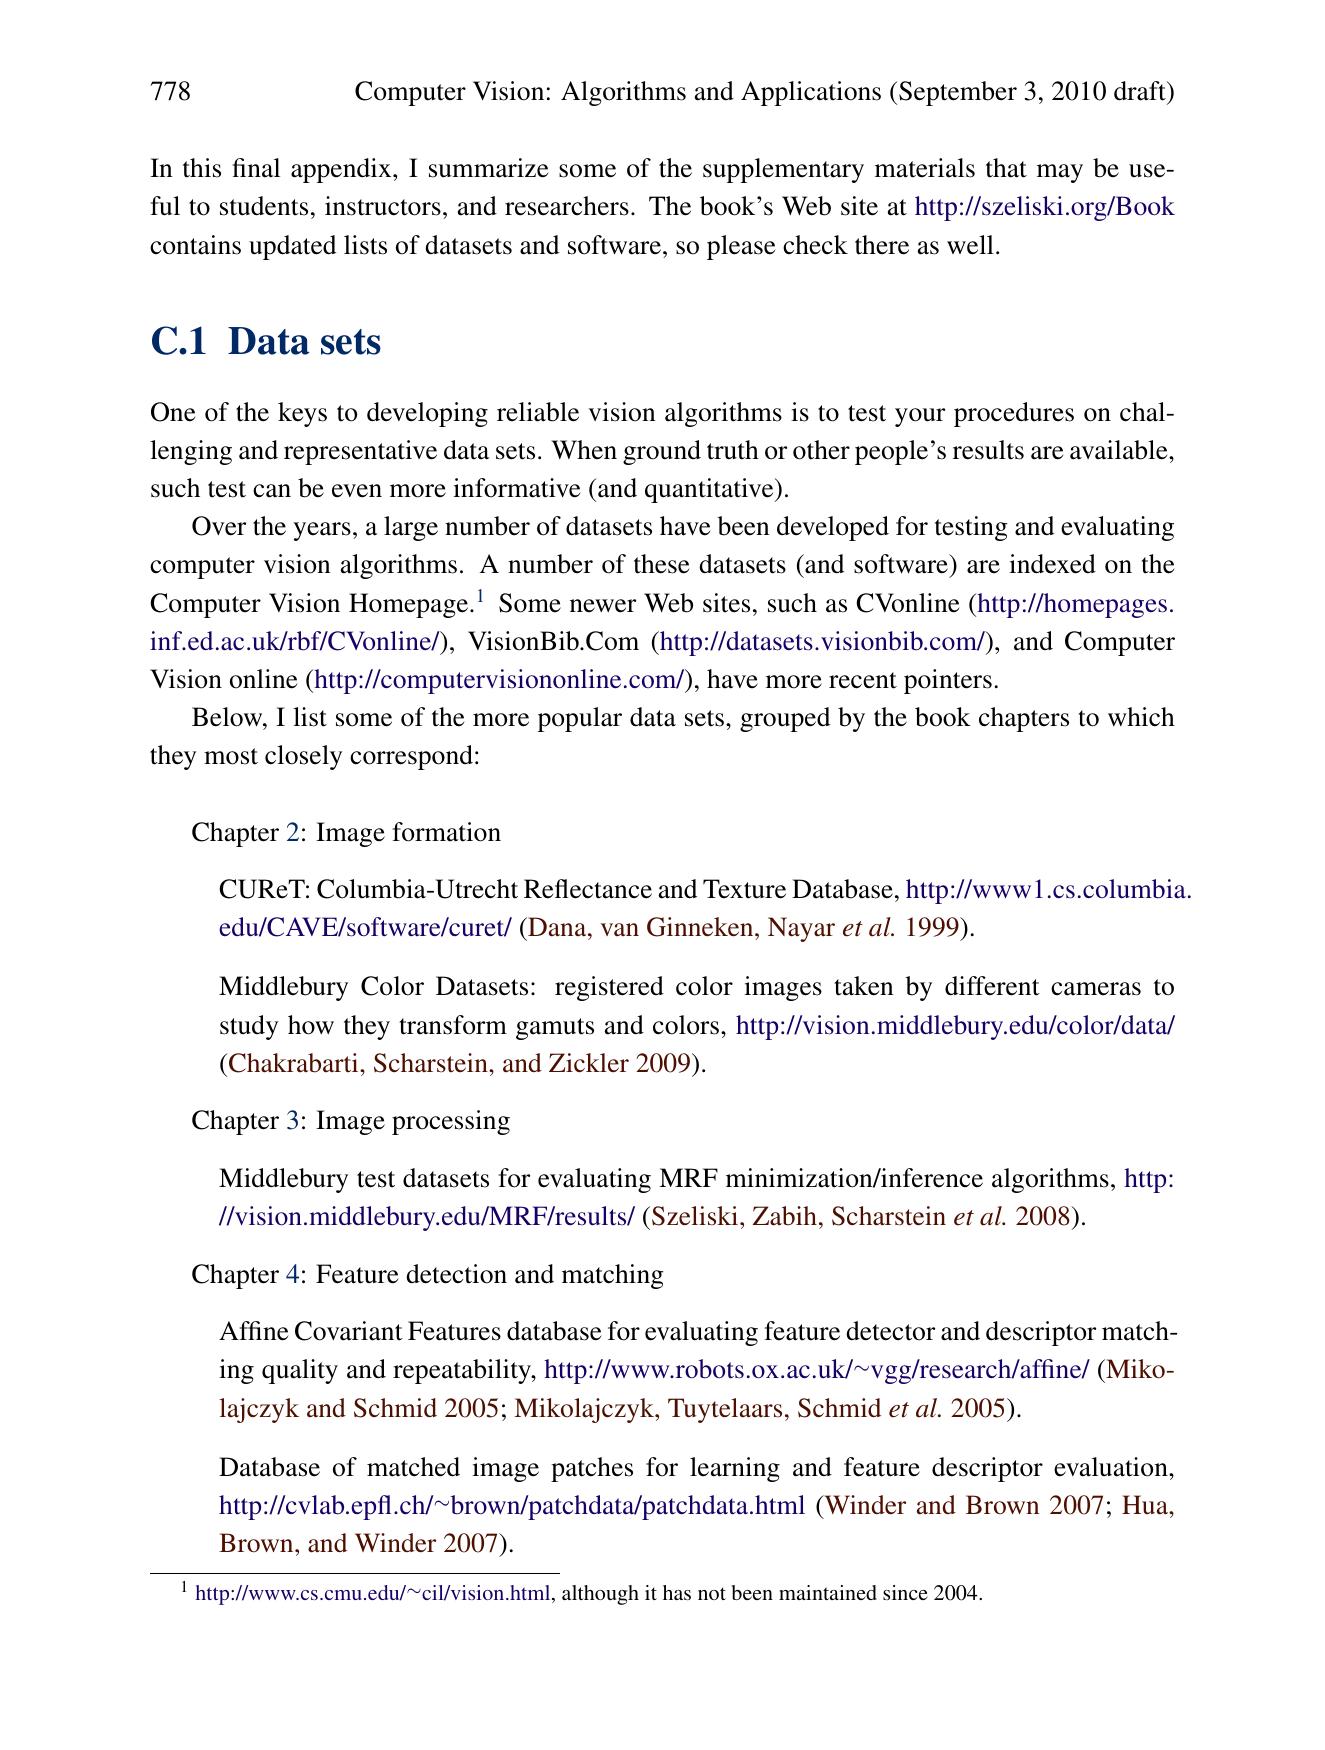 778 Computer Vision: Algorithms and Applications (September 3, 2010 draft)
In this final appendix, I summarize some of the supplementary materials that may be use-
ful to students, instructors, and researchers. The book’s Web site at http://szeliski.org/Book
contains updated lists of datasets and software, so please check there as well.
C.1 Data sets
One of the keys to developing reliable vision algorithms is to test your procedures on chal-
lenging and representative data sets. When ground truth or other people’s results are available,
such test can be even more informative (and quantitative).
Over the years, a large number of datasets have been developed for testing and evaluating
computer vision algorithms. A number of these datasets (and software) are indexed on the
Computer Vision Homepage.1 Some newer Web sites, such as CVonline (http://homepages.
inf.ed.ac.uk/rbf/CVonline/), VisionBib.Com (http://datasets.visionbib.com/), and Computer
Vision online (http://computervisiononline.com/), have more recent pointers.
Below, I list some of the more popular data sets, grouped by the book chapters to which
they most closely correspond:
Chapter 2: Image formation
CUReT: Columbia-Utrecht Reflectance and Texture Database, http://www1.cs.columbia.
edu/CAVE/software/curet/ (Dana, van Ginneken, Nayar et al. 1999).
Middlebury Color Datasets: registered color images taken by different cameras to
study how they transform gamuts and colors, http://vision.middlebury.edu/color/data/
(Chakrabarti, Scharstein, and Zickler 2009).
Chapter 3: Image processing
Middlebury test datasets for evaluating MRF minimization/inference algorithms, http:
//vision.middlebury.edu/MRF/results/ (Szeliski, Zabih, Scharstein et al. 2008).
Chapter 4: Feature detection and matching
Affine Covariant Features database for evaluating feature detector and descriptor match-
ing quality and repeatability, http://www.robots.ox.ac.uk/~vgg/research/affine/ (Miko-
lajczyk and Schmid 2005; Mikolajczyk, Tuytelaars, Schmid et al. 2005).
Database of matched image patches for learning and feature descriptor evaluation,
http://cvlab.epfl.ch/~brown/patchdata/patchdata.html (Winder and Brown 2007; Hua,
Brown, and Winder 2007).
1 http://www.cs.cmu.edu/~cil/vision.html, although it has not been maintained since 2004.